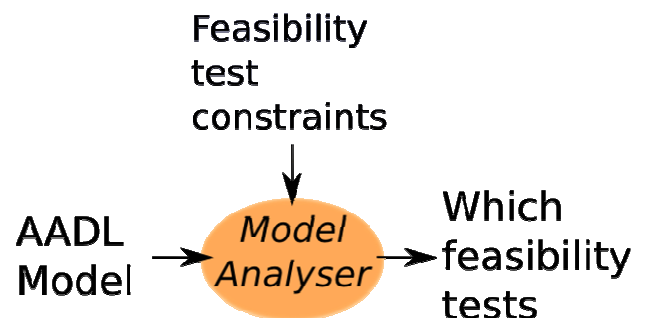 Feasibility
test
constraints
AADL
Model
Model
Analyser
Which
feasibility
tests